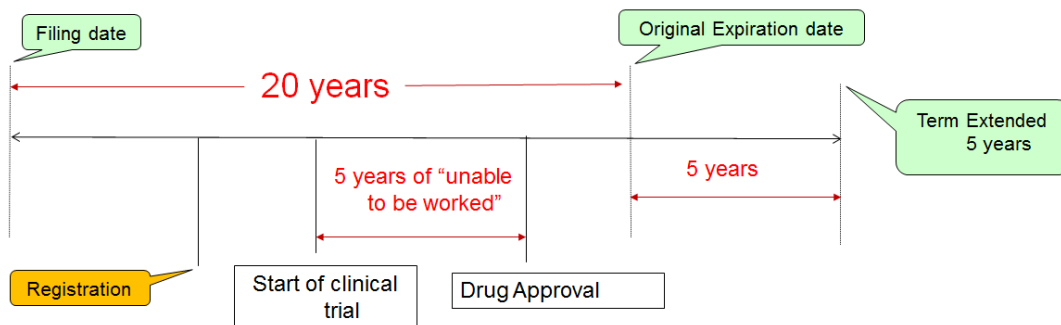 Filing date
Original Expiration date
20 years
Term Extended
5 years
5 years of “unable
to be worked”
5 years
Registration
Start of clinical
trial
Drug Approval